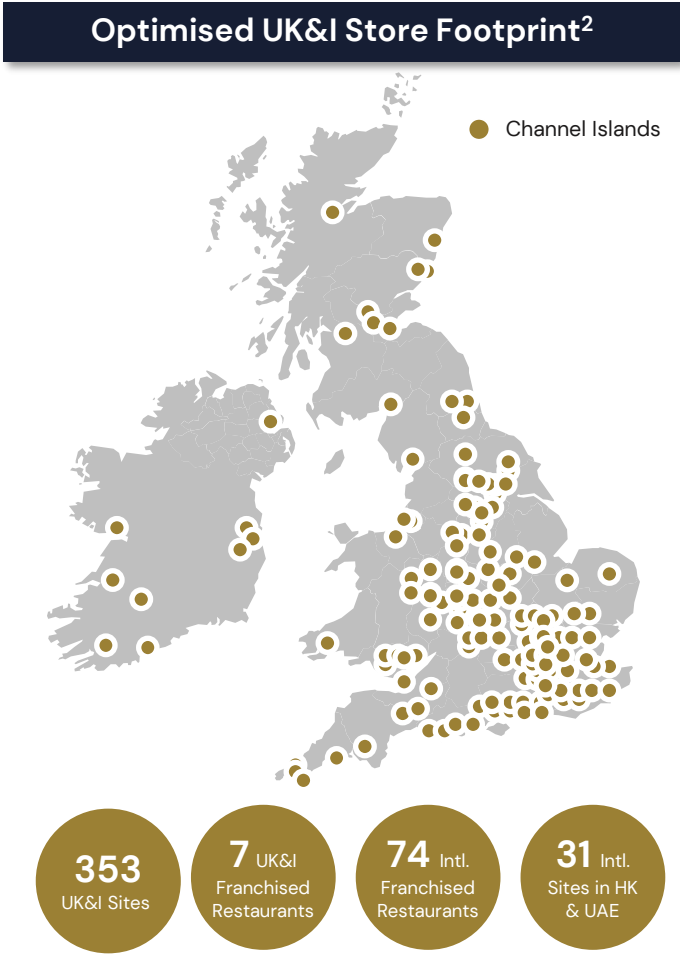 Optimised UK&I Store Footprint²
Channel Islands
353
UK&I Sites
7 UK&I
Franchised
Restaurants
74 Intl.
Franchised
Restaurants
31 Intl.
Sites in HK
& UAE